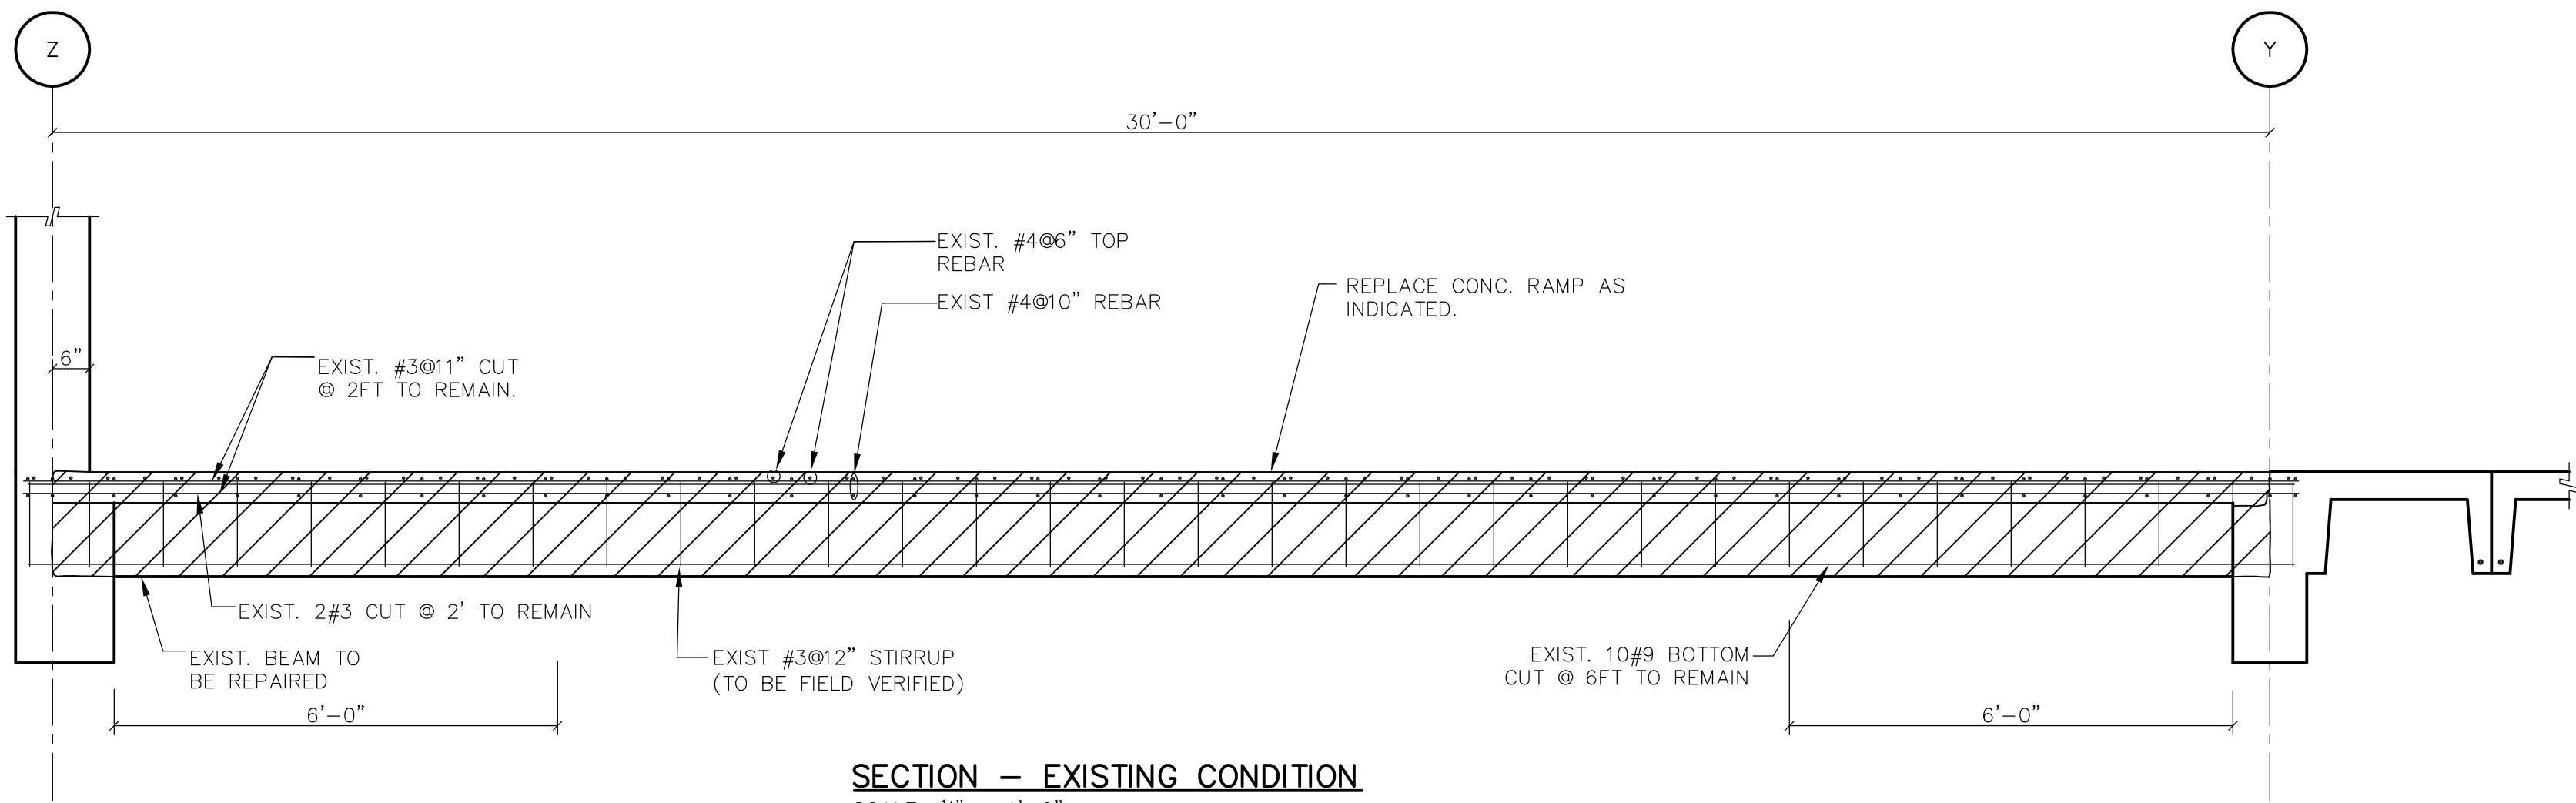 Z
Y
30'-0"
EXIST. #4@6" TOP
REBAR
EXIST #4@10" REBAR
REPLACE CONC. RAMP AS
INDICATED.
6"
EXIST. #3@11" CUT
@ 2FT TO REMAIN.
EXIST. 2#3 CUT @ 2' TO REMAIN
EXIST. BEAM TO
BE REPAIRED
EXIST #3@12" STIRRUP
(TO BE FIELD VERIFIED)
EXIST. 10#9 BOTTOM
CUT @ 6FT TO REMAIN
6'-0"
6'-0"
SECTION - EXISTING CONDITION